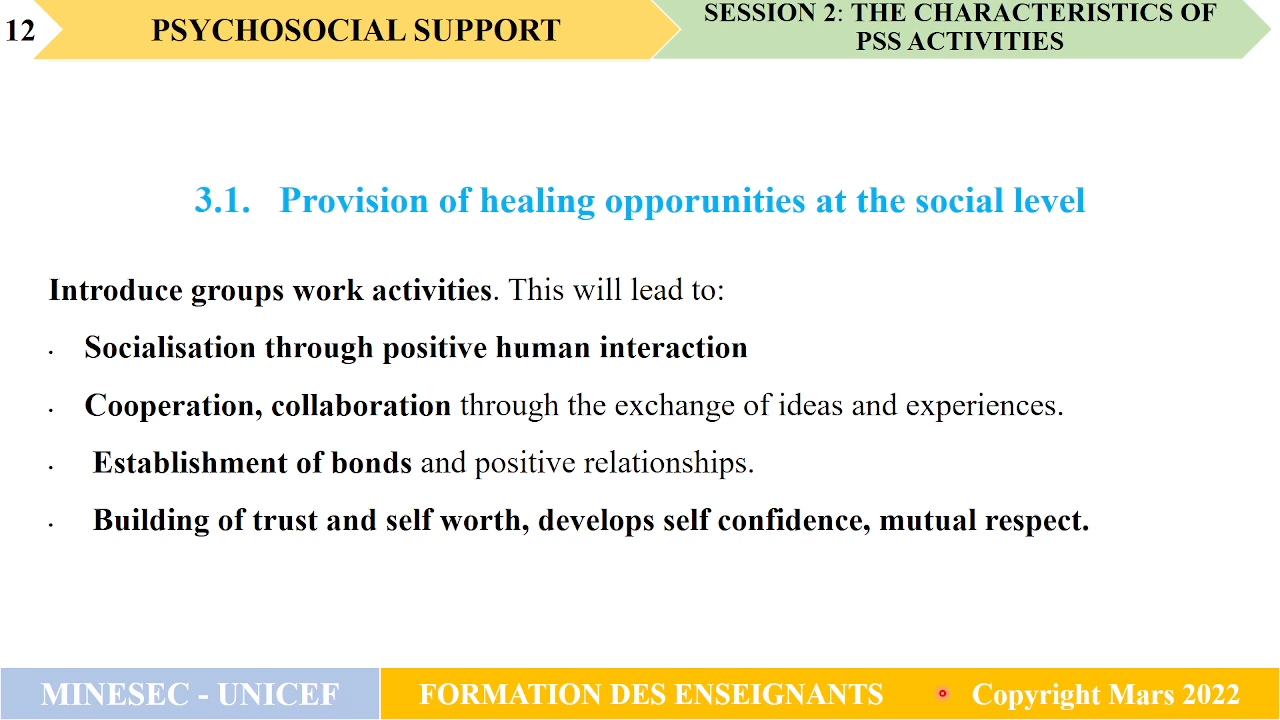 12
PSYCHOSOCIAL SUPPORT
SESSION 2: THE CHARACTERISTICS OF
PSS ACTIVITIES
3.1. Provision of healing opporunities at the social level
Introduce groups work activities. This will lead to:
· Socialisation through positive human interaction
· Cooperation, collaboration through the exchange of ideas and experiences.
· Establishment of bonds and positive relationships.
· Building of trust and self worth, develops self confidence, mutual respect.
MINESEC - UNICEF
FORMATION DES ENSEIGNANTS
Copyright Mars 2022